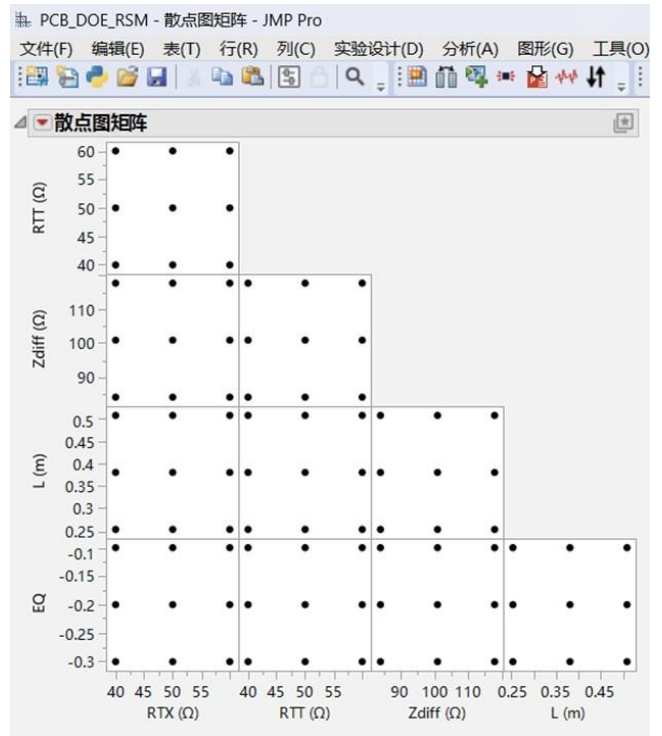 PCB_DOE_RSM - 散点图矩阵 - JMP Pro
文件(F) 编辑(E) 表(T) 行(R) 列(C) 实验设计(D) 分析(A) 图形(G) 工具(O)
散点图矩阵
RTT (Ω)
60
55
50
45
40
Zdiff (Ω)
110
100
90
L (m)
0.5
0.45
0.4
0.35
0.3
0.25
EQ
-0.1
-0.15
-0.2
-0.25
-0.3
40 45 50 55 40 45 50 55 90 100 110 0.25 0.35 0.45
RTX (Ω) RTT (Ω) Zdiff (Ω) L (m)